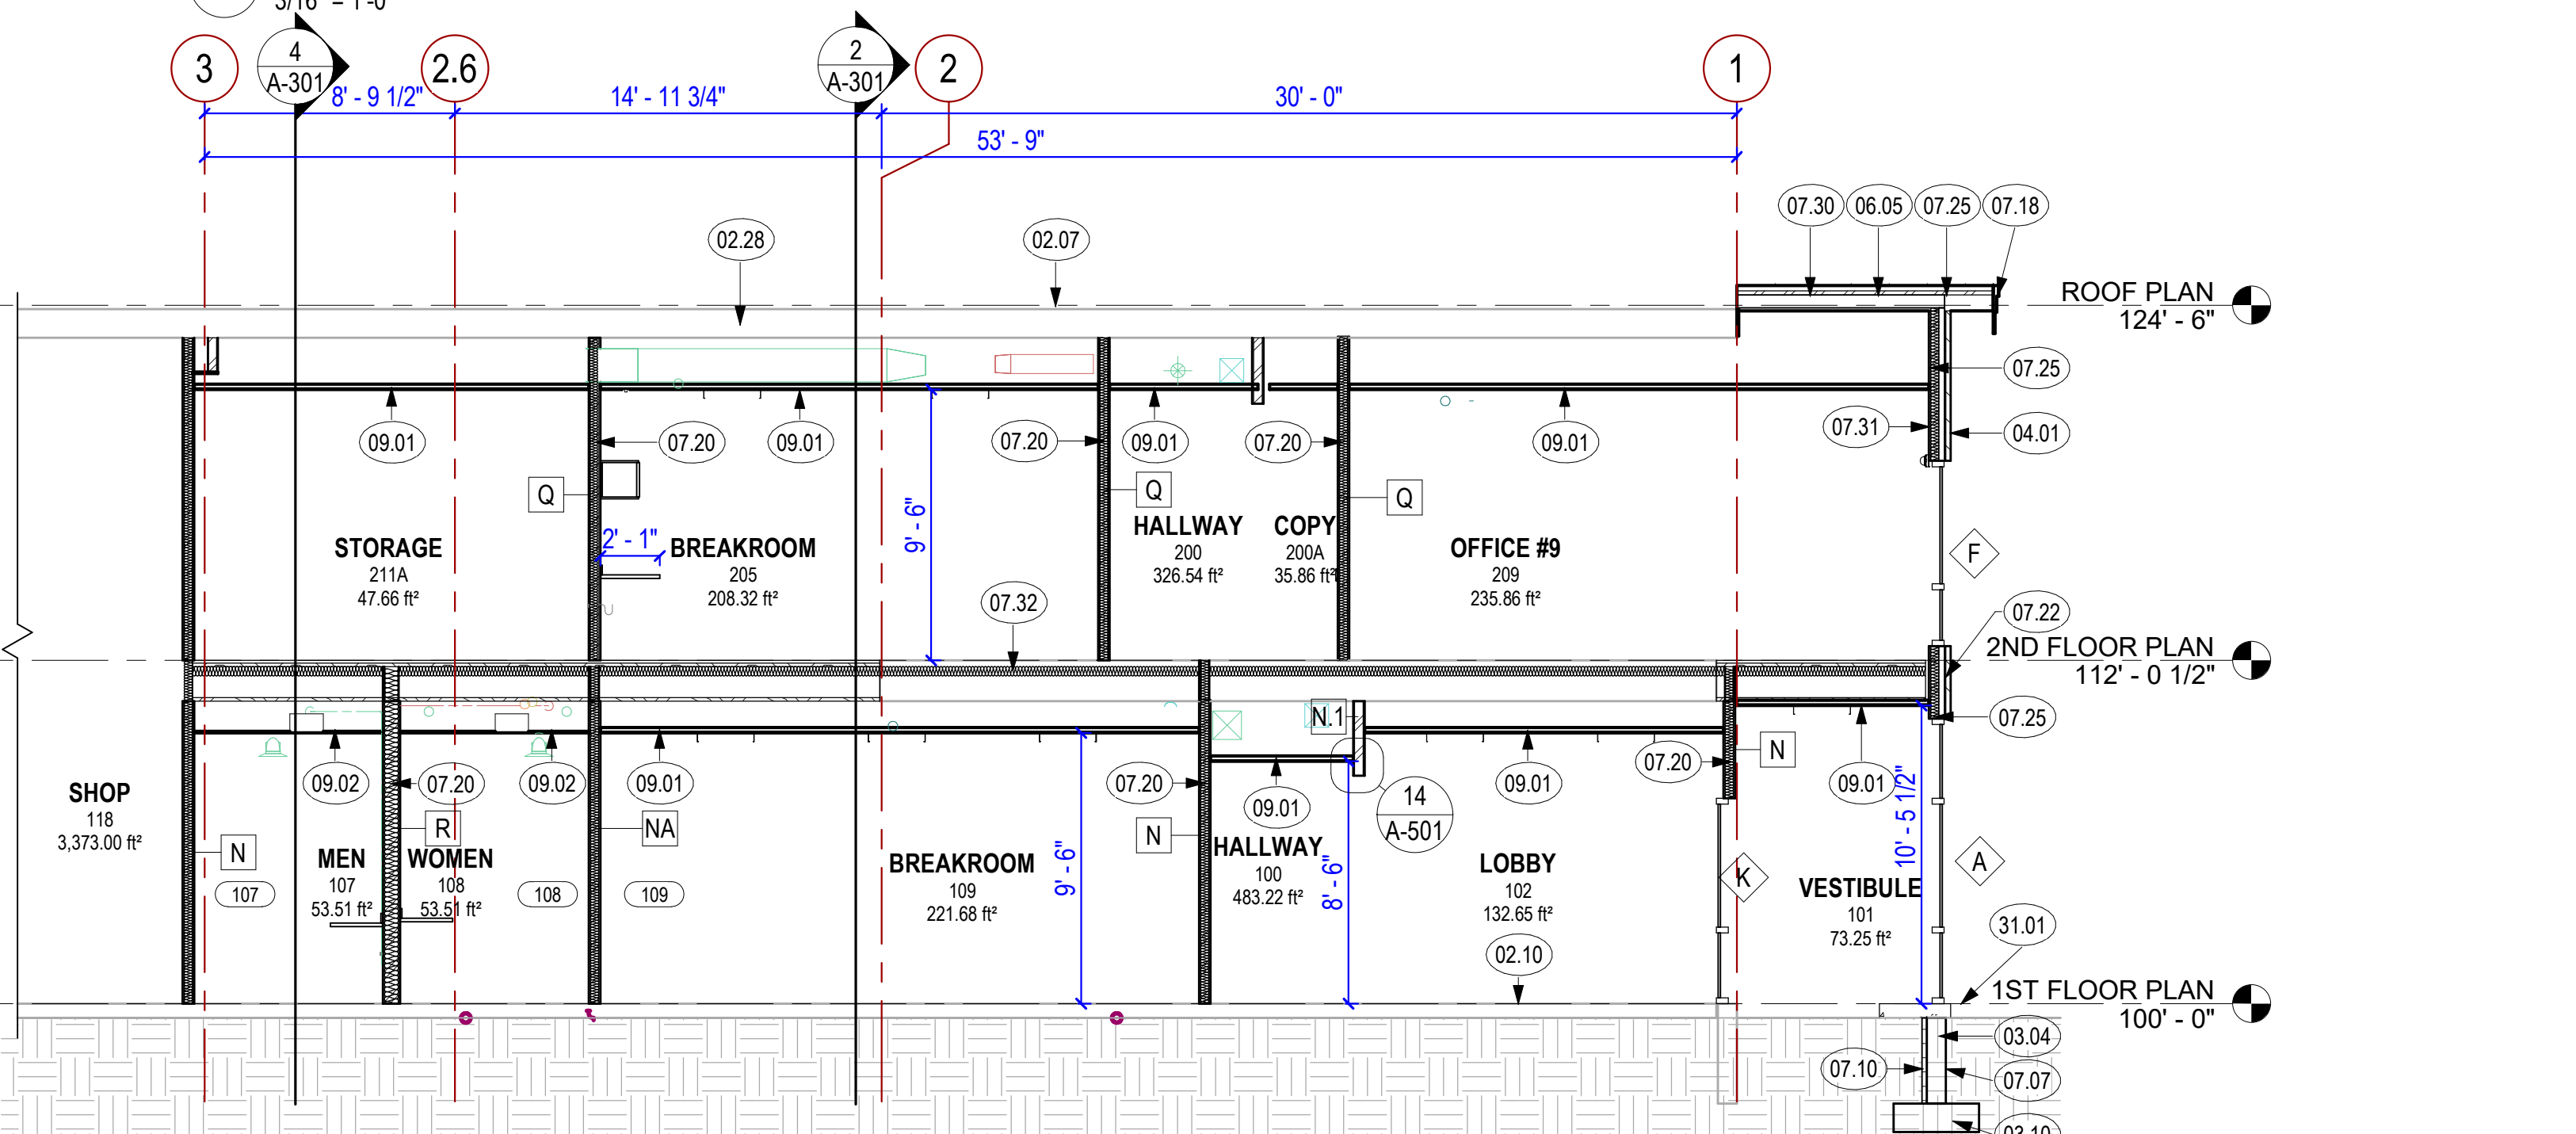 3/16" = 1'-0"
3
4
A-301
2.6
2
A-301
2
1
8' - 9 1/2"
14' - 11 3/4"
30' - 0"
53' - 9"
07.30
06.05
07.25
07.18
02.28
02.07
ROOF PLAN
124' - 6"
07.25
09.01
07.20
09.01
07.20
09.01
07.20
09.01
07.31
04.01
Q
Q
Q
9' - 6"
STORAGE
211A
47.66 ft²
2' - 1"
BREAKROOM
205
208.32 ft²
HALLWAY
200
326.54 ft²
COPY
200A
35.86 ft²
OFFICE #9
209
235.86 ft²
F
07.32
07.22
2ND FLOOR PLAN
112' - 0 1/2"
07.25
N.1
N
09.02
07.20
09.02
09.01
07.20
09.01
14
A-501
09.01
07.20
09.01
10' - 5 1/2"
SHOP
118
3,373.00 ft²
N
R
NA
N
MEN
107
53.51 ft²
WOMEN
108
53.51 ft²
107
108
109
BREAKROOM
109
221.68 ft²
9' - 6"
HALLWAY
100
483.22 ft²
8' - 6"
LOBBY
102
132.65 ft²
K
VESTIBULE
101
73.25 ft²
A
31.01
02.10
1ST FLOOR PLAN
100' - 0"
03.04
07.10
07.07
03.10